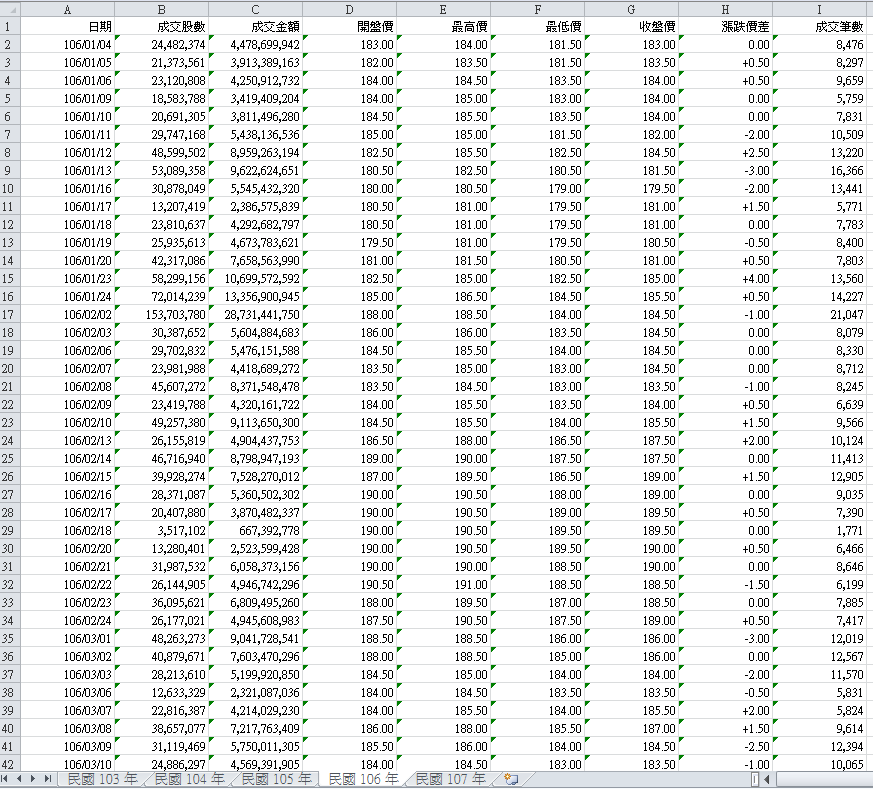 A B C D E F G H I
1 日期 成交股數 成交金額 開盤價 最高價 最低價 收盤價 漲跌價差 成交筆數
2 106/01/04 24,482,374 4,478,699,942 183.00 184.00 181.50 183.00 0.00 8,476
3 106/01/05 21,373,561 3,913,389,163 182.00 183.50 181.50 183.50 +0.50 8,297
4 106/01/06 23,120,808 4,250,912,732 184.00 184.50 183.50 184.00 +0.50 9,659
5 106/01/09 18,583,788 3,419,409,204 184.00 185.00 183.00 184.00 0.00 5,759
6 106/01/10 20,691,305 3,811,496,280 184.50 185.50 183.50 184.00 0.00 7,831
7 106/01/11 29,747,168 5,438,136,536 185.00 185.00 181.50 182.00 -2.00 10,509
8 106/01/12 48,599,502 8,959,263,194 182.50 185.50 182.50 184.50 +2.50 13,220
9 106/01/13 53,089,358 9,622,624,651 180.50 182.50 180.50 181.50 -3.00 16,366
10 106/01/16 30,878,049 5,545,432,320 180.00 180.50 179.00 179.50 -2.00 13,441
11 106/01/17 13,207,419 2,386,575,839 180.50 181.00 179.50 181.00 +1.50 5,771
12 106/01/18 23,810,637 4,292,682,797 180.50 181.00 179.50 181.00 0.00 7,783
13 106/01/19 25,935,613 4,673,783,621 179.50 181.00 179.50 180.50 -0.50 8,400
14 106/01/20 42,317,086 7,658,563,990 181.00 181.50 180.50 181.00 +0.50 7,803
15 106/01/23 58,299,156 10,699,572,592 182.50 185.00 182.50 185.00 +4.00 13,560
16 106/01/24 72,014,239 13,356,900,945 185.00 186.50 184.50 185.50 +0.50 14,227
17 106/02/02 153,703,780 28,731,441,750 188.00 188.50 184.00 184.50 -1.00 21,047
18 106/02/03 30,387,652 5,604,884,683 186.00 186.00 183.50 184.50 0.00 8,079
19 106/02/06 29,702,832 5,476,151,588 184.50 185.50 184.00 184.50 0.00 8,330
20 106/02/07 23,981,988 4,418,689,272 183.50 185.00 183.00 184.50 0.00 8,712
21 106/02/08 45,607,272 8,371,548,478 183.50 184.50 183.00 183.50 -1.00 8,245
22 106/02/09 23,419,788 4,320,161,722 184.00 185.50 183.50 184.00 +0.50 6,639
23 106/02/10 49,257,380 9,113,650,300 184.50 185.50 184.00 185.50 +1.50 9,566
24 106/02/13 26,155,819 4,904,437,753 186.50 188.00 186.50 187.50 +2.00 10,124
25 106/02/14 46,716,940 8,798,947,193 189.00 190.00 187.50 187.50 0.00 11,413
26 106/02/15 39,928,274 7,528,270,012 187.00 189.50 186.50 189.00 +1.50 12,905
27 106/02/16 28,371,087 5,360,502,302 190.00 190.50 188.00 189.00 0.00 9,035
28 106/02/17 20,407,880 3,870,482,337 190.00 190.50 189.00 189.50 +0.50 7,390
29 106/02/18 3,517,102 667,392,778 190.00 190.50 189.50 189.50 0.00 1,771
30 106/02/20 13,280,401 2,523,599,428 190.00 190.50 189.50 190.00 +0.50 6,466
31 106/02/21 31,987,532 6,058,373,156 190.00 190.00 188.50 190.00 0.00 8,646
32 106/02/22 26,144,905 4,946,742,296 190.50 191.00 188.50 188.50 -1.50 6,199
33 106/02/23 36,095,621 6,809,495,260 188.00 189.50 187.00 188.50 0.00 7,885
34 106/02/24 26,177,021 4,945,608,983 187.50 190.50 187.50 189.00 +0.50 7,417
35 106/03/01 48,263,273 9,041,728,541 188.50 188.50 186.00 186.00 -3.00 12,019
36 106/03/02 40,879,671 7,603,470,296 188.00 188.50 185.00 186.00 0.00 12,567
37 106/03/03 28,213,610 5,199,920,850 184.50 185.00 184.00 184.00 -2.00 11,570
38 106/03/06 12,633,329 2,321,087,036 184.00 184.50 183.50 183.50 -0.50 5,831
39 106/03/07 22,816,387 4,214,029,230 184.00 185.50 184.00 185.50 +2.00 5,824
40 106/03/08 38,657,077 7,217,763,409 186.00 188.00 185.50 187.00 +1.50 9,614
41 106/03/09 31,119,469 5,750,011,305 185.50 186.00 184.00 184.50 -2.50 12,394
42 106/03/10 24,886,297 4,569,391,905 184.00 184.50 183.00 183.50 -1.00 10,065
民國 103 年 民國 104 年 民國 105 年 民國 106 年 民國 107 年